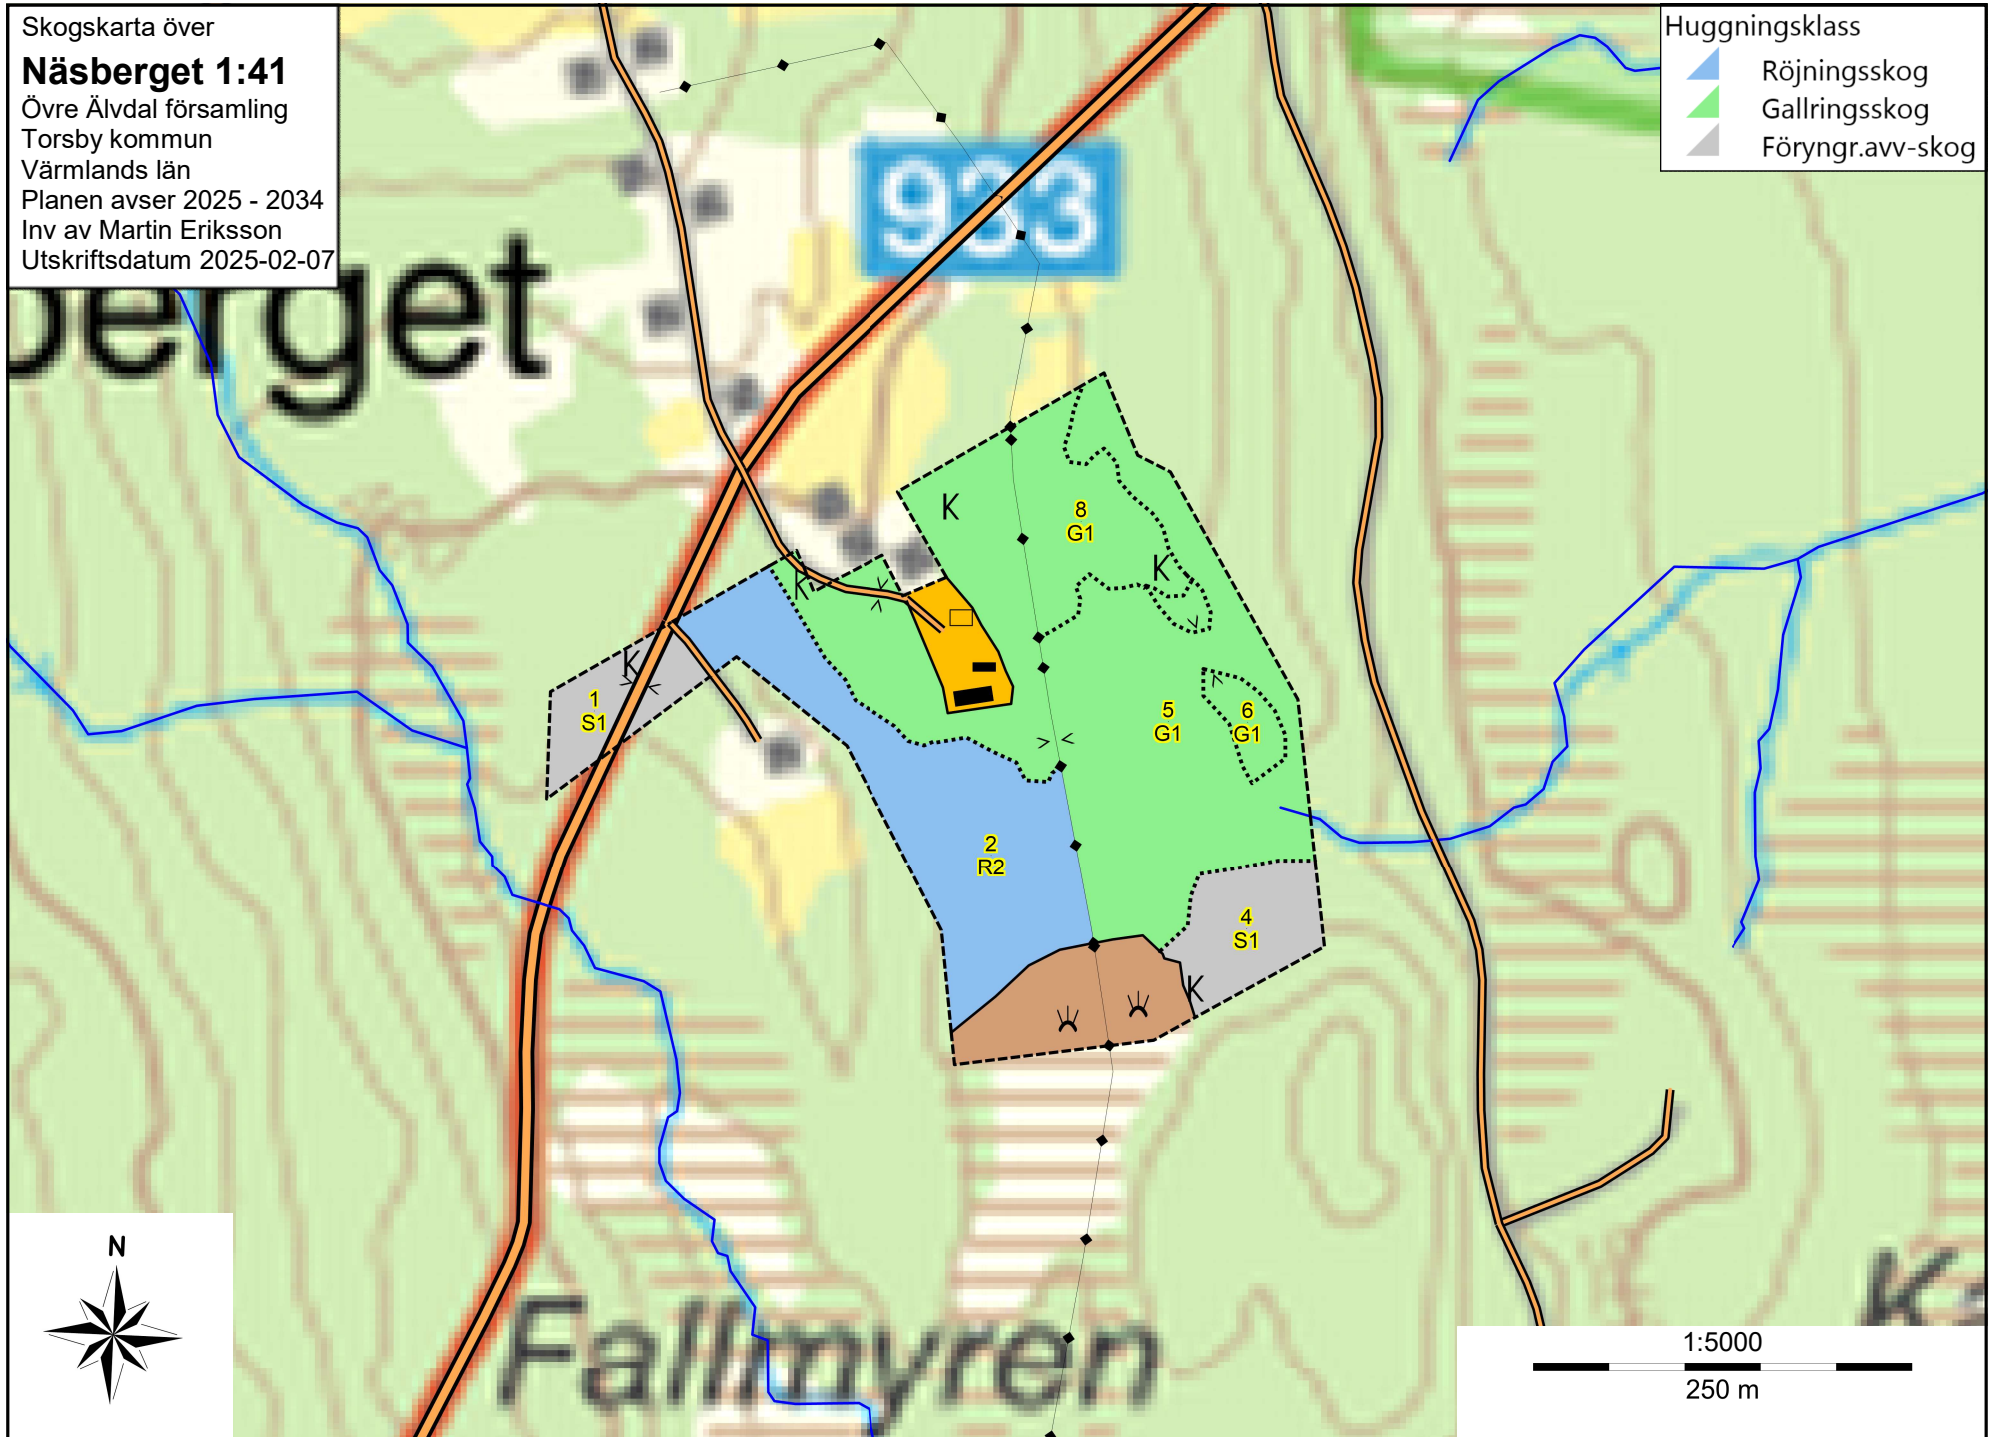 Skogskarta över
Näsberget 1:41
Övre Älvdal församling
Torsby kommun
Värmlands län
Planen avser 2025 - 2034
Inv av Martin Eriksson
Utskriftsdatum 2025-02-07
Huggningsklass
Röjningsskog
Gallringsskog
Föryngr.avv-skog
berget
933
K
8
G1
K
K
K
1
S1
5
G1
6
G1
2
R2
4
S1
K
N
Fallmyren
K
1:5000
250 m